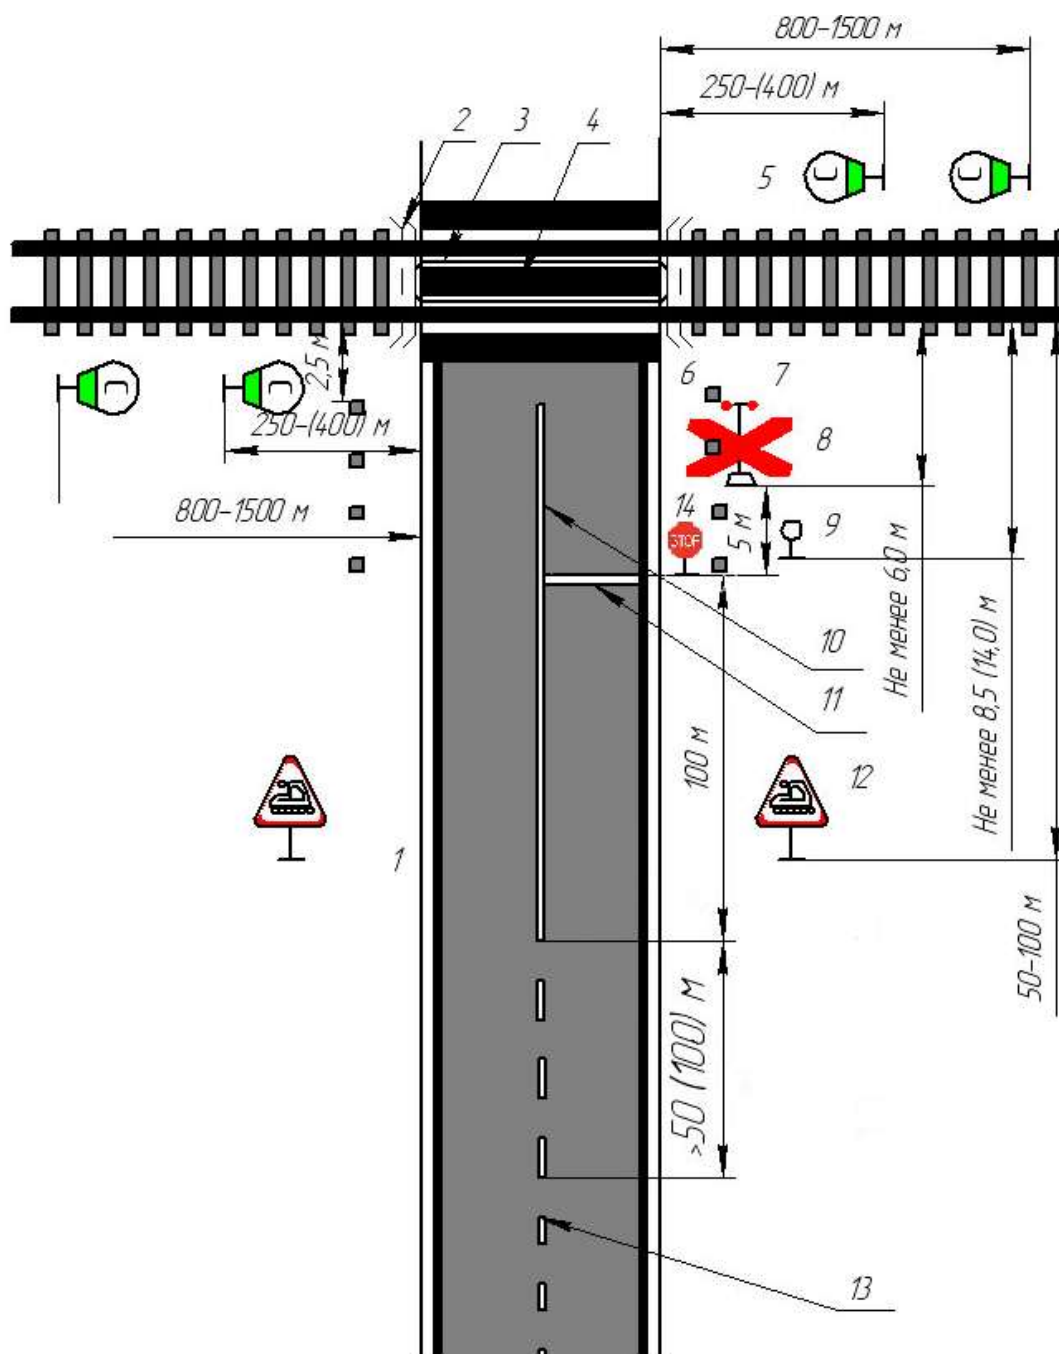 800-1500 м
250-(400) м
2
3
4
5
С
С
С
С
2,5 м
6
7
250-(400) м
8
800-1500 м
14
STOP
5 м
9
Не менее 6,0 м
Не менее 8,5 (14,0) м
10
11
100 м
12
1
50-100 м
>50 (100) м
13